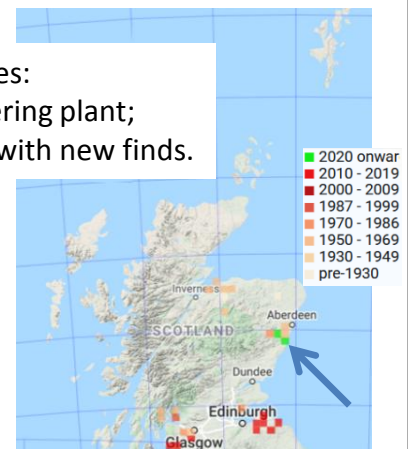 es:
ering plant;
with new finds.
2020 onwar
2010 - 2019
2000 - 2009
1987 - 1999
1970 - 1986
1950 - 1969
1930 - 1949
pre-1930
Inverness
Aberdeen
SCOTLAND
Dundee
Edinburgh
Glasgow